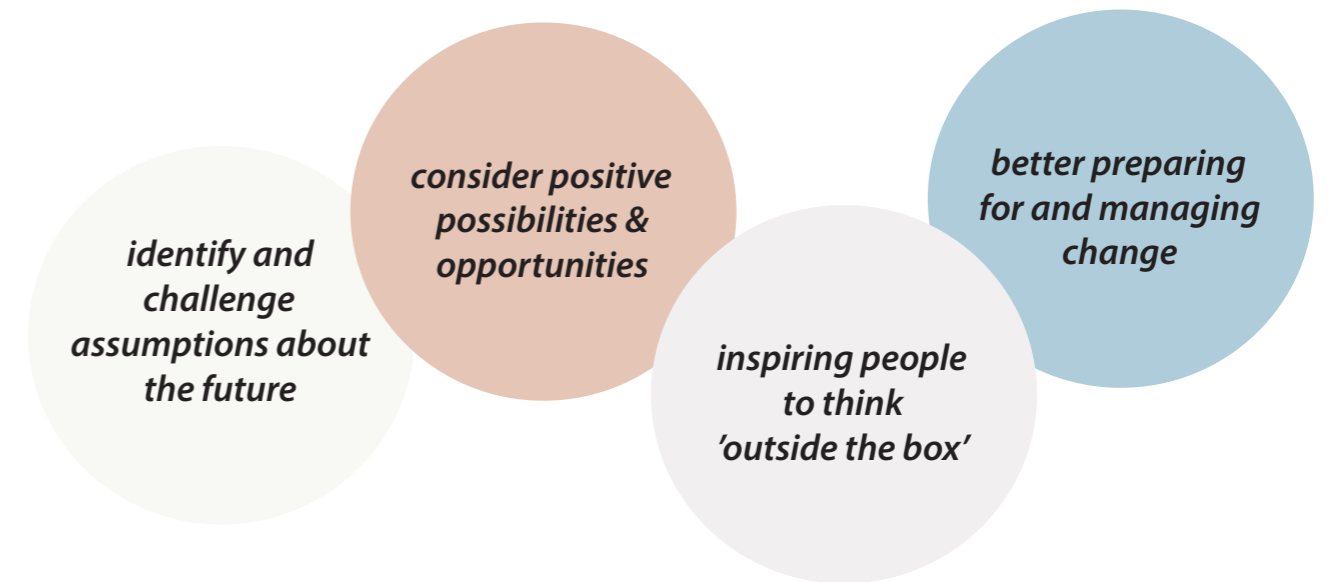 identify and
challenge
assumptions about
the future
consider positive
possibilities &
opportunities
inspiring people
to think
'outside the box'
better preparing
for and managing
change